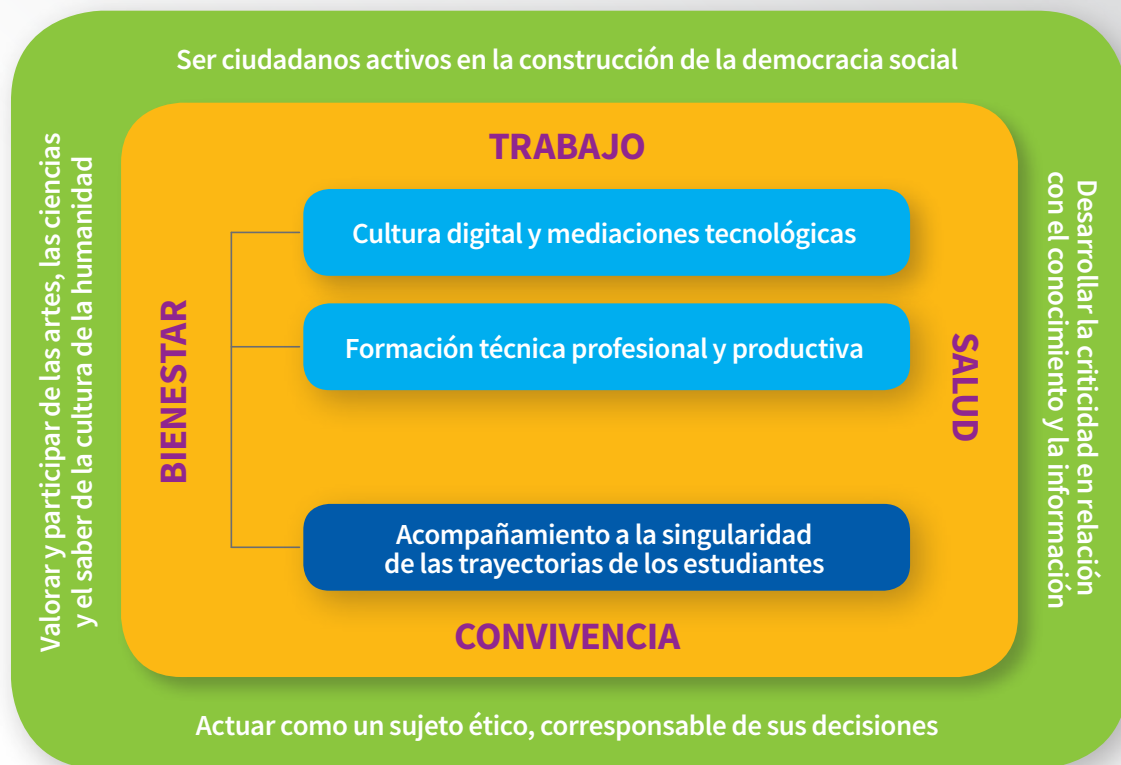 Ser ciudadanos activos en la construcción de la democracia social
Valorar y participar de las artes, las ciencias
y el saber de la cultura de la humanidad
TRABAJO
BIENESTAR
Cultura digital y mediaciones tecnológicas
Formación técnica profesional y productiva
Acompañamiento a la singularidad
de las trayectorias de los estudiantes
SALUD
CONVIVENCIA
Desarrollar la criticidad en relación
con el conocimiento y la información
Actuar como un sujeto ético, corresponsable de sus decisiones